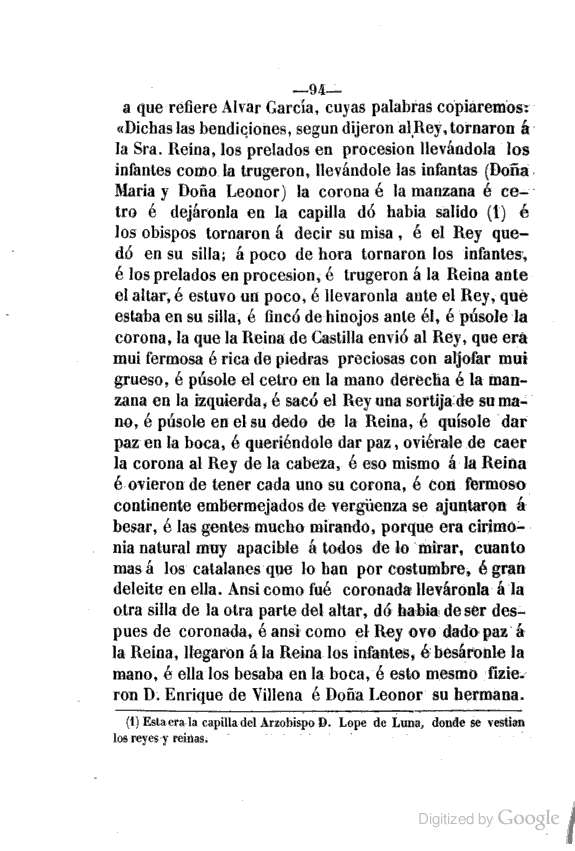 —94—
a que refiere Alvar García, cuyas palabras copiaremos:
«Dichas las bendiciones, segun dijeron al Rey, tornaron á
la Sra. Reina, los prelados en procesion llevándola los
infantes como la trugeron, llevándole las infantas (Doña
Maria y Doña Leonor) la corona é la manzana é ce-
tro é dejáronla en la capilla dó habia salido (1) é
los obispos tornaron á decir su misa, é el Rey que-
dó en su silla; á poco de hora tornaron los infantes,
é los prelados en procesion, é trugeron á la Reina ante
el altar, é estuvo un poco, é llevaronla ante el Rey, que
estaba en su silla, é fincó de hinojos ante él, é púsole la
corona, la que la Reina de Castilla envió al Rey, que era
mui fermosa é rica de piedras preciosas con aljofar mui
grueso, é púsole el cetro en la mano derecha é la man-
zana en la izquierda, é sacó el Rey una sortija de su ma-
no, é púsole en el su dedo de la Reina, é quísole dar
paz en la boca, é queriéndole dar paz, oviérale de caer
la corona al Rey de la cabeza, é eso mismo á la Reina
é ovieron de tener cada uno su corona, é con fermoso
continente embermejados de vergüenza se ajuntaron á
besar, é las gentes mucho mirando, porque era cirimo-
nia natural muy apacible á todos de lo mirar, cuanto
mas á los catalanes que lo han por costumbre, é gran
deleite en ella. Ansi como fué coronada lleváronla á la
otra silla de la otra parte del altar, dó habia de ser des-
pues de coronada, é ansi como el Rey ovo dado paz á
la Reina, llegaron á la Reina los infantes, é besáronle la
mano, é ella los besaba en la boca, é esto mesmo fizie-
ron D. Enrique de Villena é Doña Leonor su hermana.
(1) Esta era la capilla del Arzobispo D. Lope de Luna, donde se vestian
los reyes y reinas.
Digitized by Google